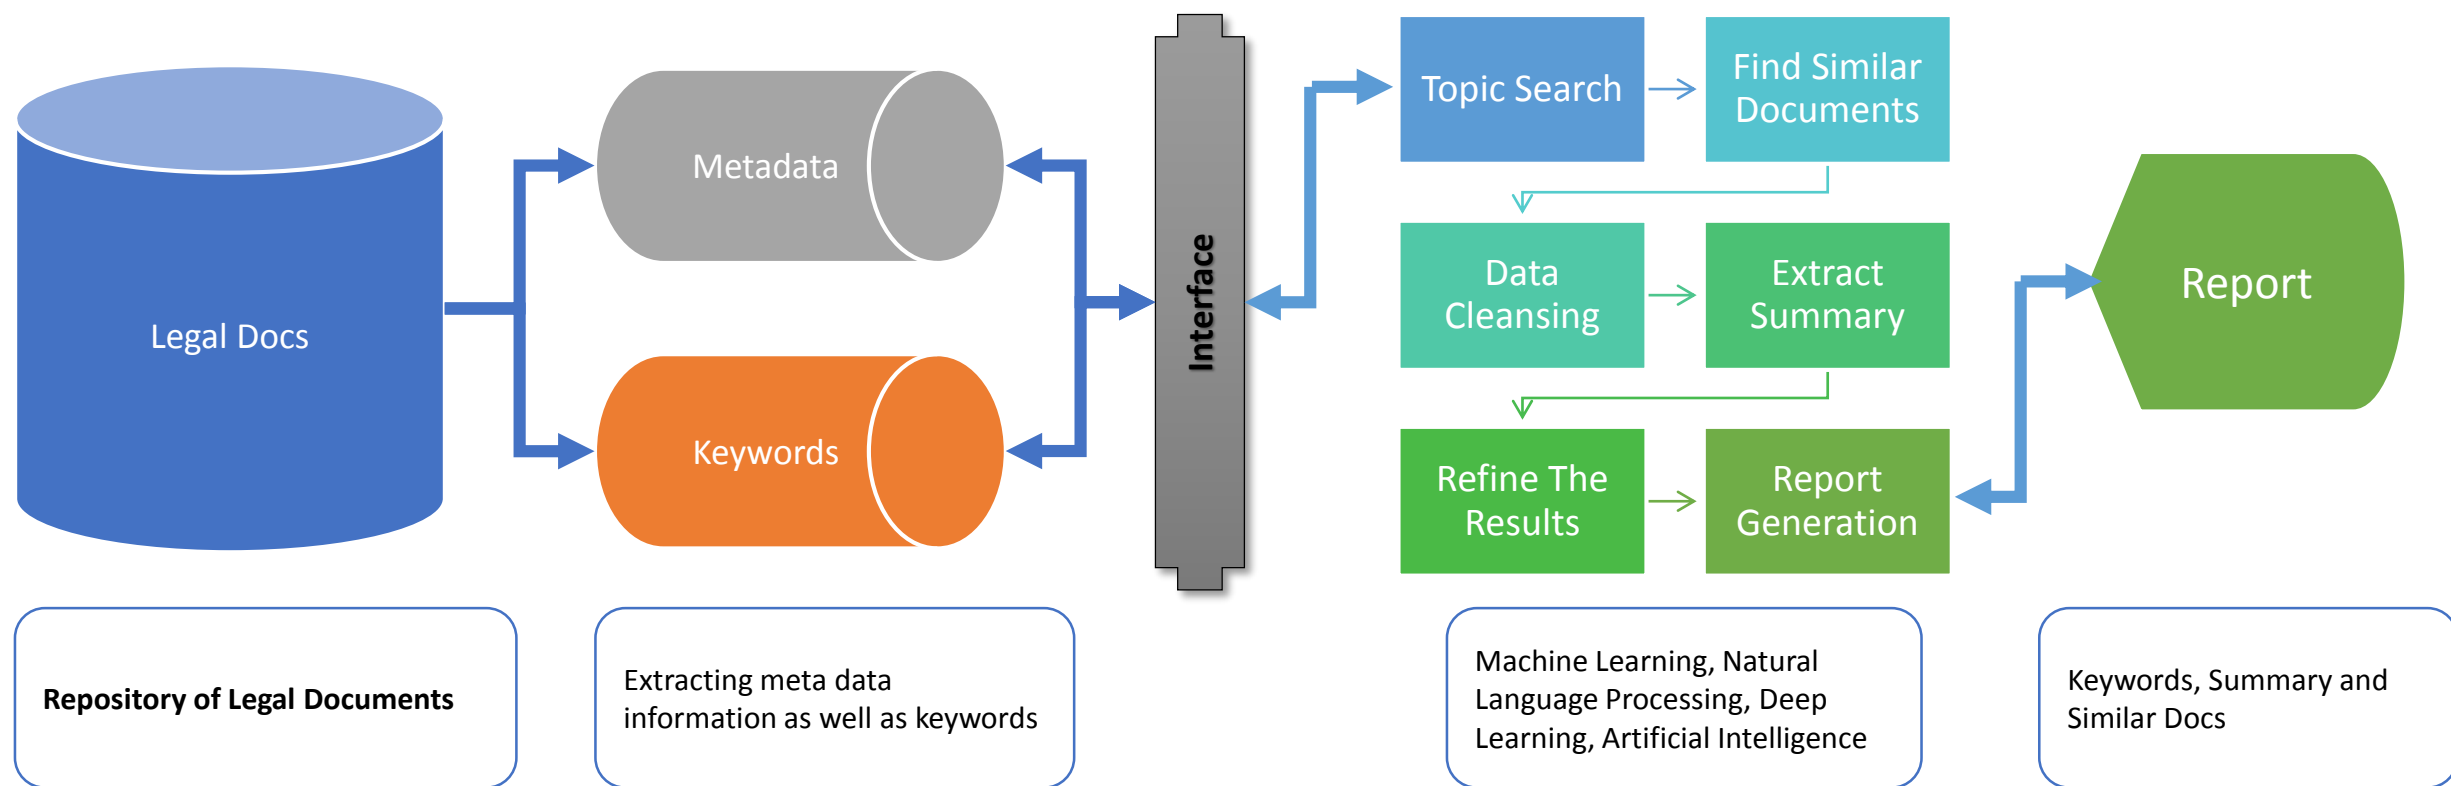 Legal Docs
Metadata
Keywords
Interface
Topic Search
Find Similar
Documents
Data
Cleansing
Extract
Summary
Refine The
Results
Report
Generation
Report
Repository of Legal Documents
Extracting meta data
information as well as keywords
Machine Learning, Natural
Language Processing, Deep
Learning, Artificial Intelligence
Keywords, Summary and
Similar Docs